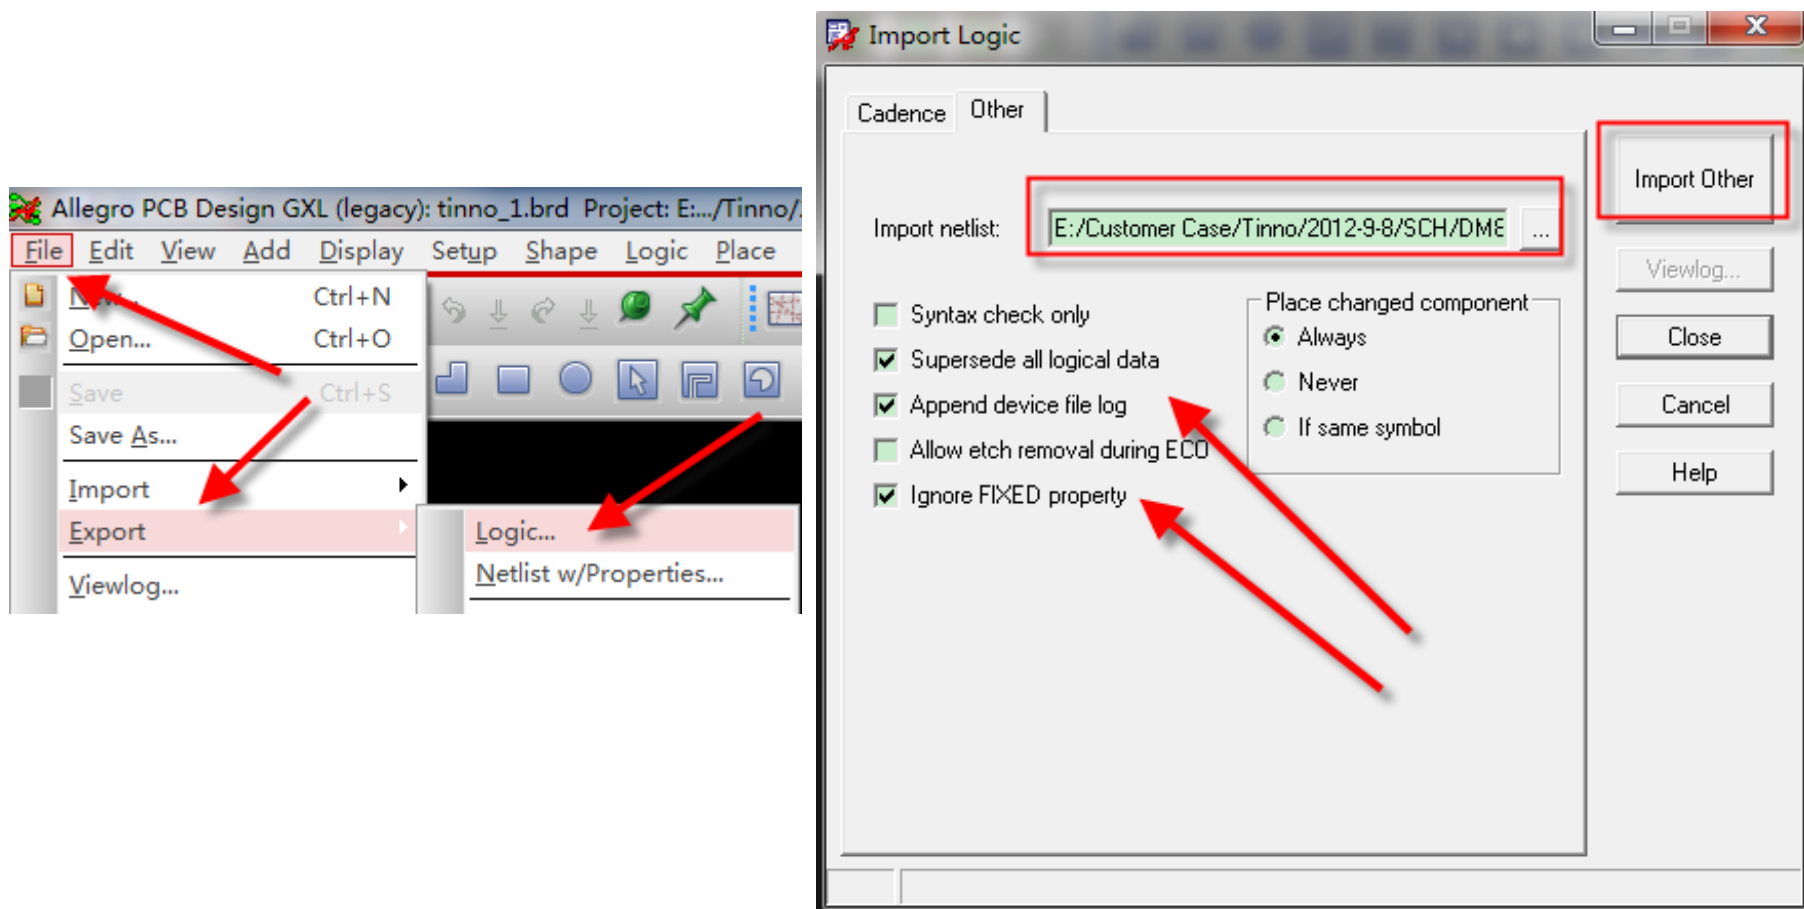 Allegro PCB Design GXL (legacy): tinno_1.brd Project: E:.../Tinno/
File Edit View Add Display Setup Shape Logic Place
New... Ctrl+N
Open... Ctrl+O
Save Ctrl+S
Save As...
Import
Export
Viewlog...
Logic...
Netlist w/Properties...
Import Logic
Cadence Other
Import netlist: E:/Customer Case/Tinno/2012-9-8/SCH/DM8 ...
Syntax check only
Supersede all logical data
Append device file log
Allow etch removal during ECO
Ignore FIXED property
Place changed component
Always
Never
If same symbol
Import Other
Viewlog...
Close
Cancel
Help